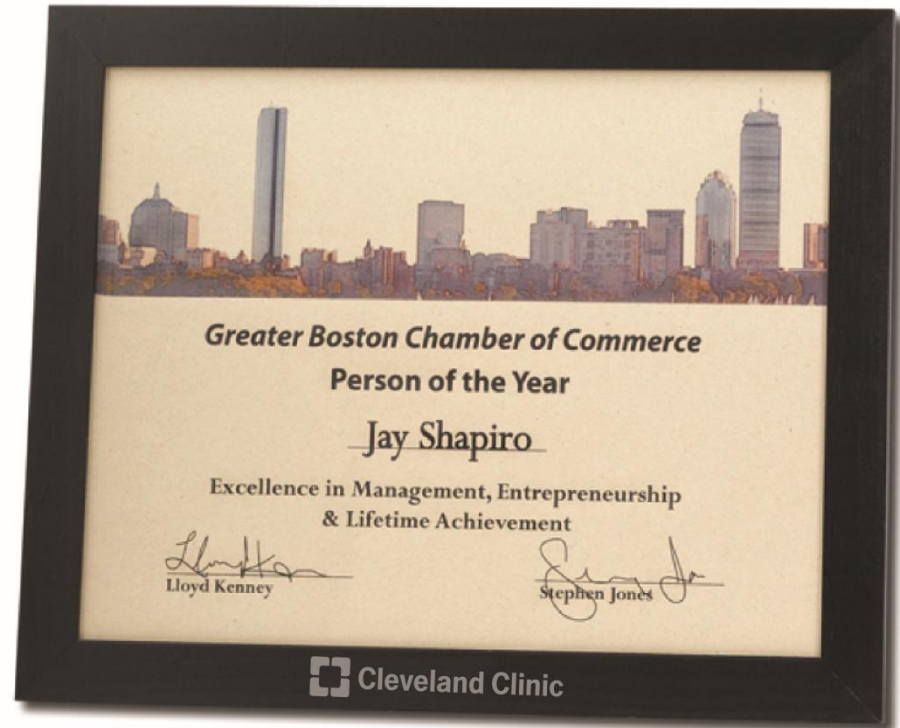 Greater Boston Chamber of Commerce
Person of the Year
Jay Shapiro
Excellence in Management, Entrepreneurship
& Lifetime Achievement
Lloyd Kenney
Stephen Jones
Cleveland Clinic